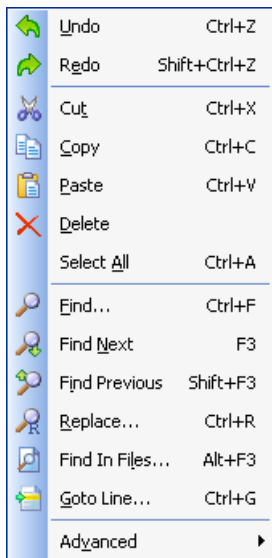 Undo Ctrl+Z
Redo Shift+Ctrl+Z
Cut Ctrl+X
Copy Ctrl+C
Paste Ctrl+V
Delete
Select All Ctrl+A
Find... Ctrl+F
Find Next F3
Find Previous Shift+F3
Replace... Ctrl+R
Find In Files... Alt+F3
Goto Line... Ctrl+G
Advanced